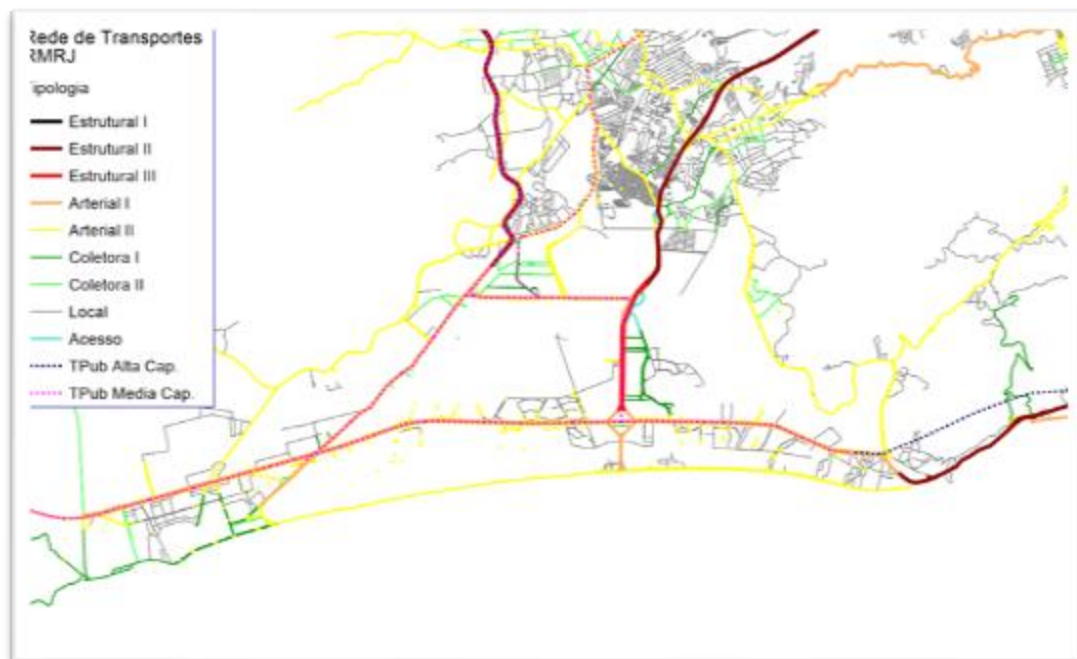 Rede de Transportes
RMRJ
Tipologia
Estrutural I
Estrutural II
Estrutural III
Arterial I
Arterial II
Coletora I
Coletora II
Local
Acesso
TPub Alta Cap.
TPub Media Cap.